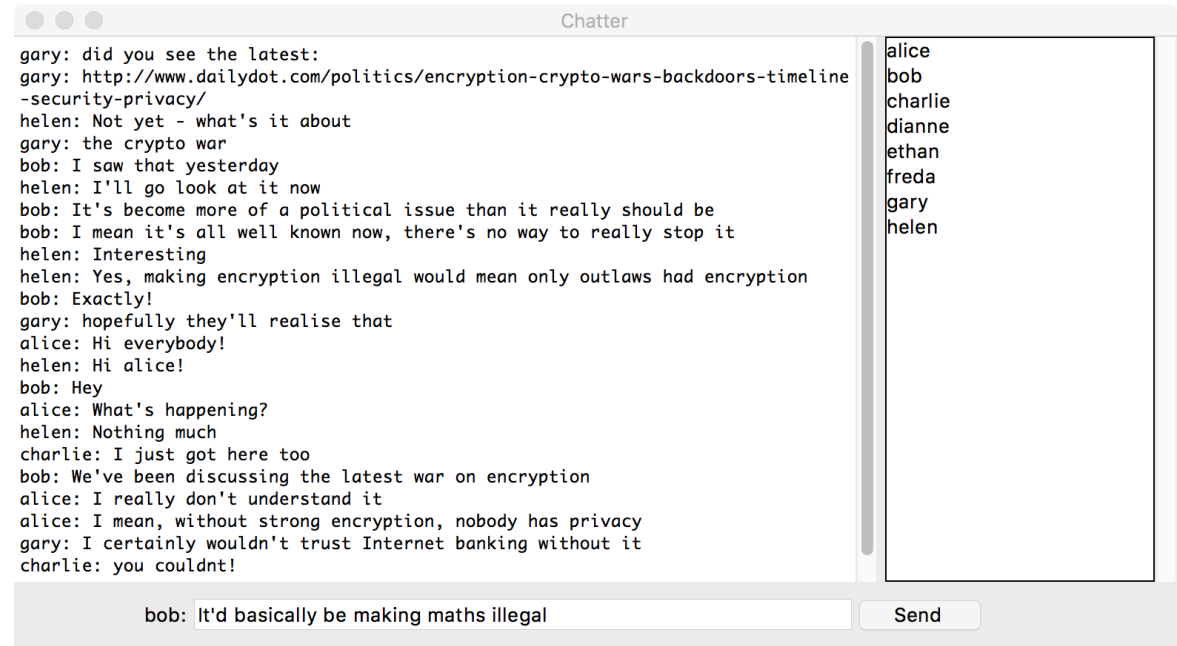 Chatter
gary: did you see the latest:
gary: http://www.dailydot.com/politics/encryption-crypto-wars-backdoors-timeline
-security-privacy/
helen: Not yet - what's it about
gary: the crypto war
bob: I saw that yesterday
helen: I'll go look at it now
bob: It's become more of a political issue than it really should be
bob: I mean it's all well known now, there's no way to really stop it
helen: Interesting
helen: Yes, making encryption illegal would mean only outlaws had encryption
bob: Exactly!
gary: hopefully they'll realise that
alice: Hi everybody!
helen: Hi alice!
bob: Hey
alice: What's happening?
helen: Nothing much
charlie: I just got here too
bob: We've been discussing the latest war on encryption
alice: I really don't understand it
alice: I mean, without strong encryption, nobody has privacy
gary: I certainly wouldn't trust Internet banking without it
charlie: you couldnt!
alice
bob
charlie
dianne
ethan
freda
gary
helen
bob: It'd basically be making maths illegal
Send